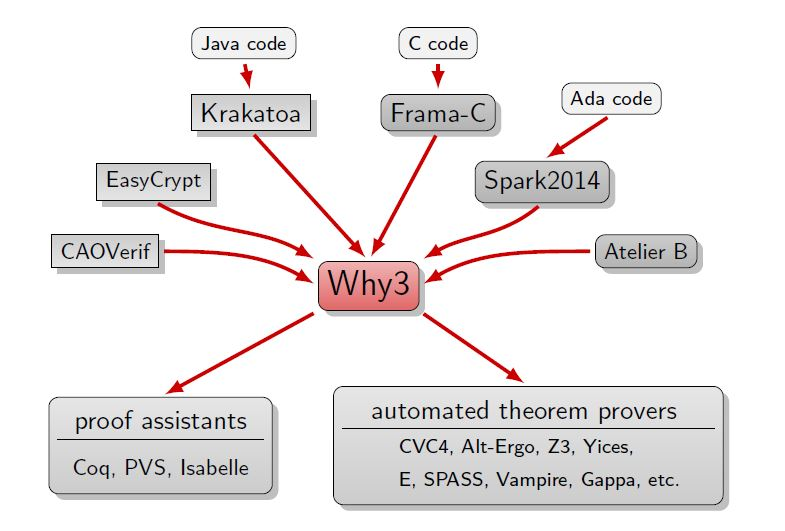 Java code
C code
Ada code
Krakatoa
Frama-C
EasyCrypt
Spark2014
CAOVerif
Atelier B
Why3
proof assistants
Coq, PVS, Isabelle
automated theorem provers
CVC4, Alt-Ergo, Z3, Yices,
E, SPASS, Vampire, Gappa, etc.